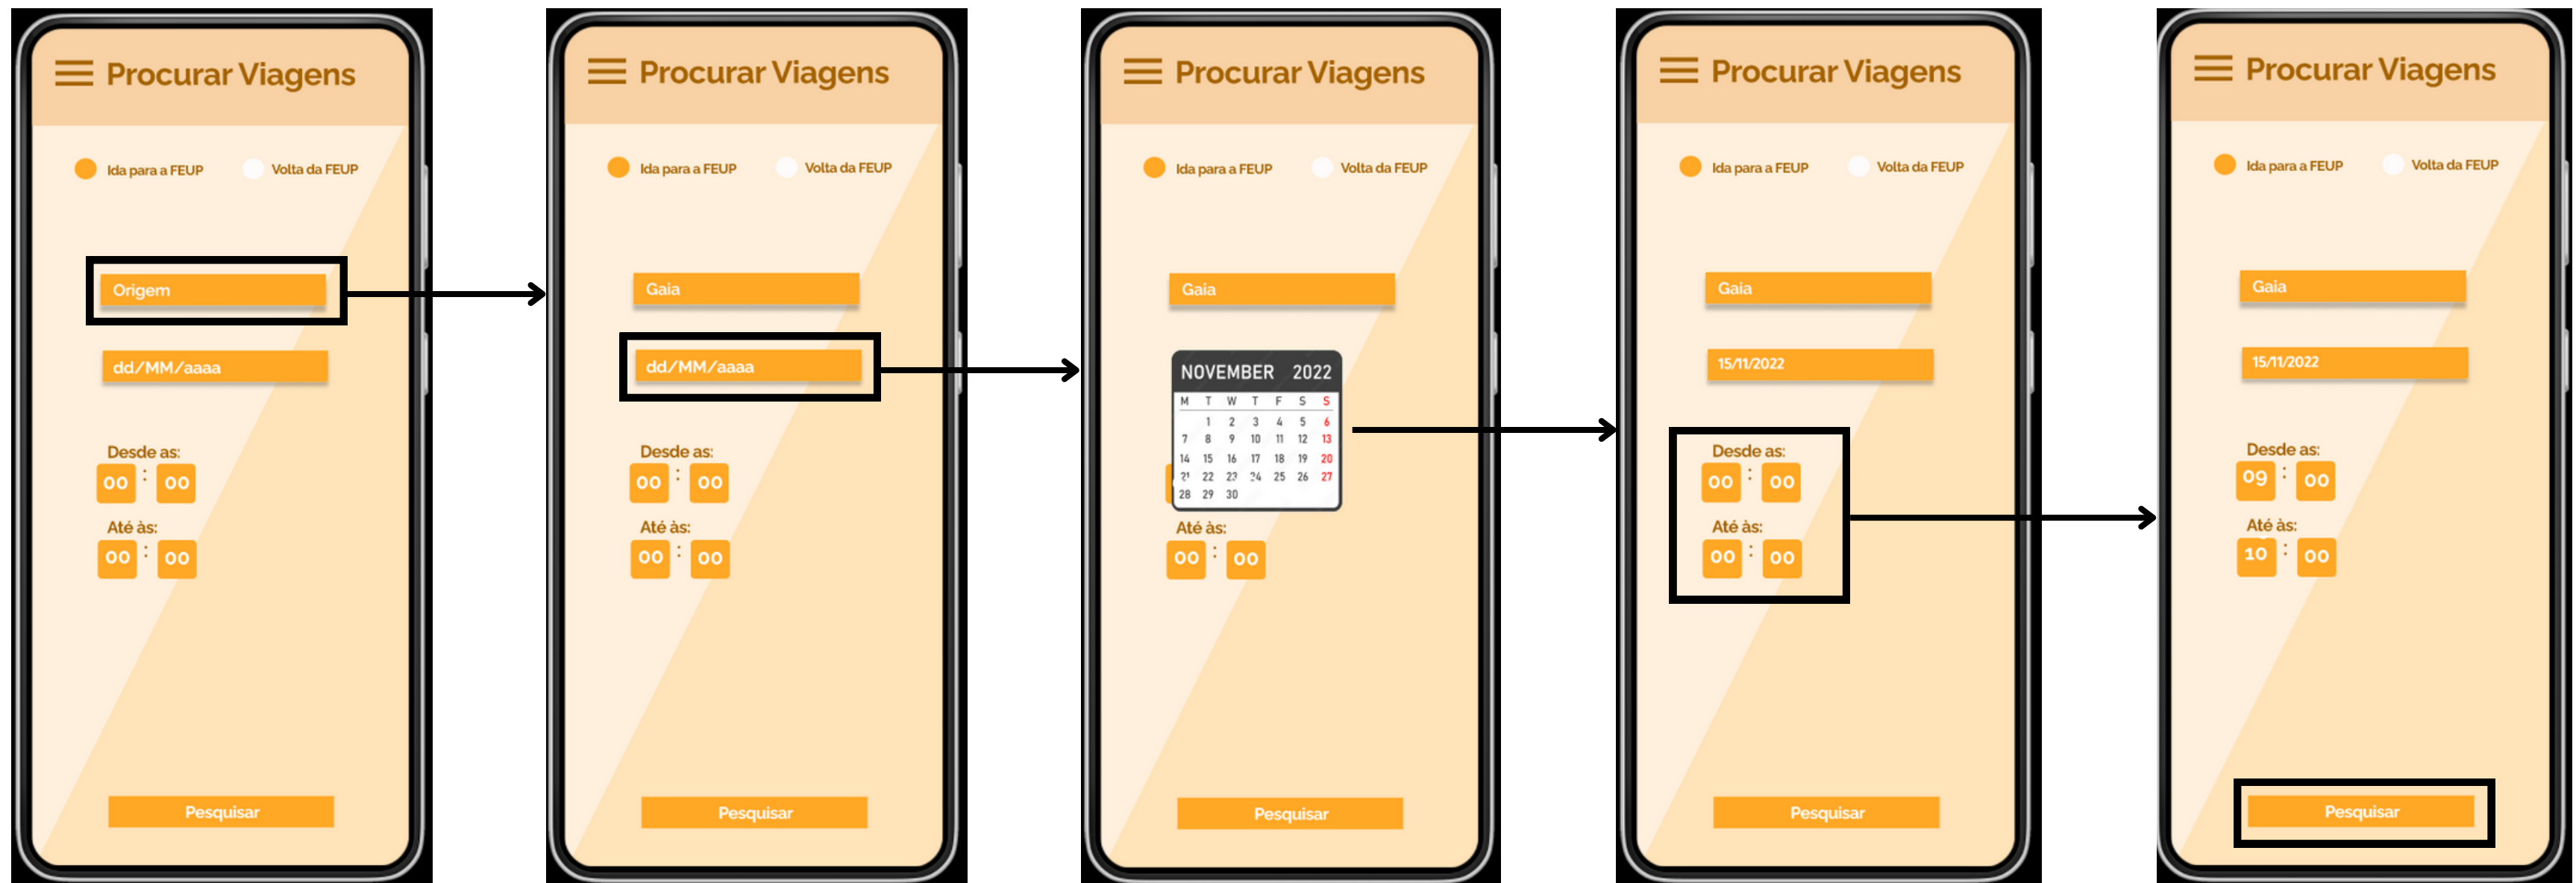 Procurar Viagens
Ida para a FEUP Volta da FEUP
Origem
dd/MM/aaaa
Desde as:
00 : 00
Até às:
00 : 00
Pesquisar
Procurar Viagens
Ida para a FEUP Volta da FEUP
Gaia
dd/MM/aaaa
Desde as:
00 : 00
Até às:
00 : 00
Pesquisar
Procurar Viagens
Ida para a FEUP Volta da FEUP
Gaia
NOVEMBER 2022
M T W T F S S
1 2 3 4 5 6
7 8 9 10 11 12 13
14 15 16 17 18 19 20
21 22 23 24 25 26 27
28 29 30
Até às:
00 : 00
Pesquisar
Procurar Viagens
Ida para a FEUP Volta da FEUP
Gaia
15/11/2022
Desde as:
00 : 00
Até às:
00 : 00
Pesquisar
Procurar Viagens
Ida para a FEUP Volta da FEUP
Gaia
15/11/2022
Desde as:
09 : 00
Até às:
10 : 00
Pesquisar